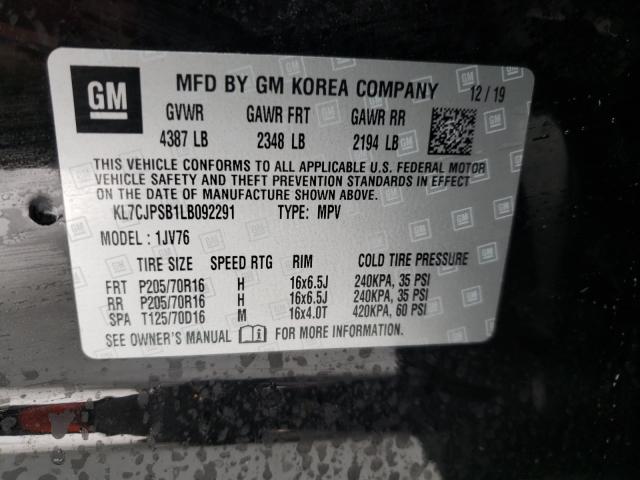 GM
MFD BY GM KOREA COMPANY 12/19
GVWR GAWR FRT GAWR RR
4387 LB 2348 LB 2194 LB
THIS VEHICLE CONFORMS TO ALL APPLICABLE U.S. FEDERAL MOTOR
VEHICLE SAFETY AND THEFT PREVENTION STANDARDS IN EFFECT
ON THE DATE OF MANUFACTURE SHOWN ABOVE.
KL7CJPSB1LB092291 TYPE: MPV
MODEL: 1JV76
TIRE SIZE SPEED RTG RIM COLD TIRE PRESSURE
FRT P205/70R16 H 16x6.5J 240KPA, 35 PSI
RR P205/70R16 H 16x6.5J 240KPA, 35 PSI
SPA T125/70D16 M 16x4.0T 420KPA, 60 PSI
SEE OWNER'S MANUAL FOR MORE INFORMATION.